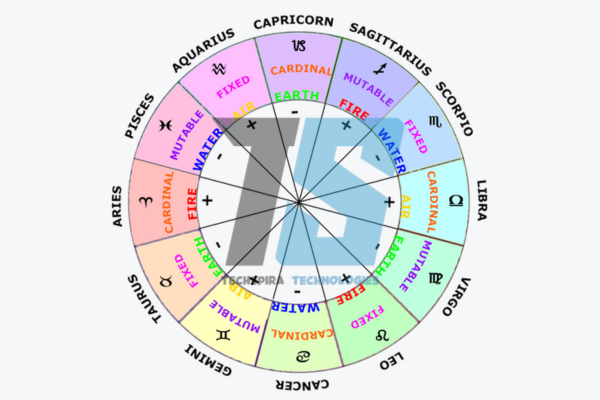 CAPRICORN
♑
CARDINAL
EARTH
-
SAGITTARIUS
♐
MUTABLE
FIRE
+
SCORPIO
♏
FIXED
WATER
-
LIBRA
♎
CARDINAL
AIR
+
VIRGO
♍
MUTABLE
EARTH
-
LEO
♌
FIXED
FIRE
+
CANCER
♋
CARDINAL
WATER
-
GEMINI
♊
MUTABLE
AIR
+
TAURUS
♉
FIXED
EARTH
-
ARIES
♈
CARDINAL
FIRE
+
PISCES
♓
MUTABLE
WATER
-
AQUARIUS
♒
FIXED
AIR
+
TS
TECHSPIRA TECHNOLOGIES